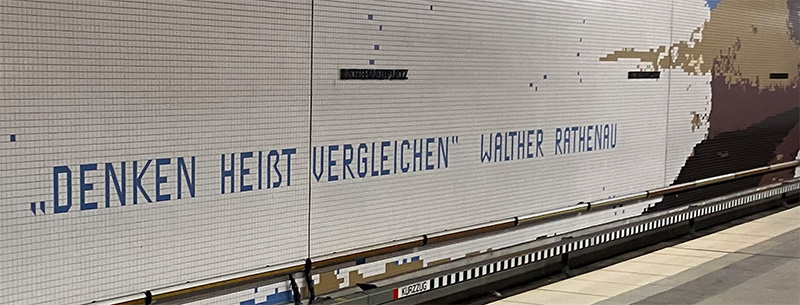 „DENKEN HEIẞT VERGLEICHEN“ WALTHER RATHENAU
KURZZUG